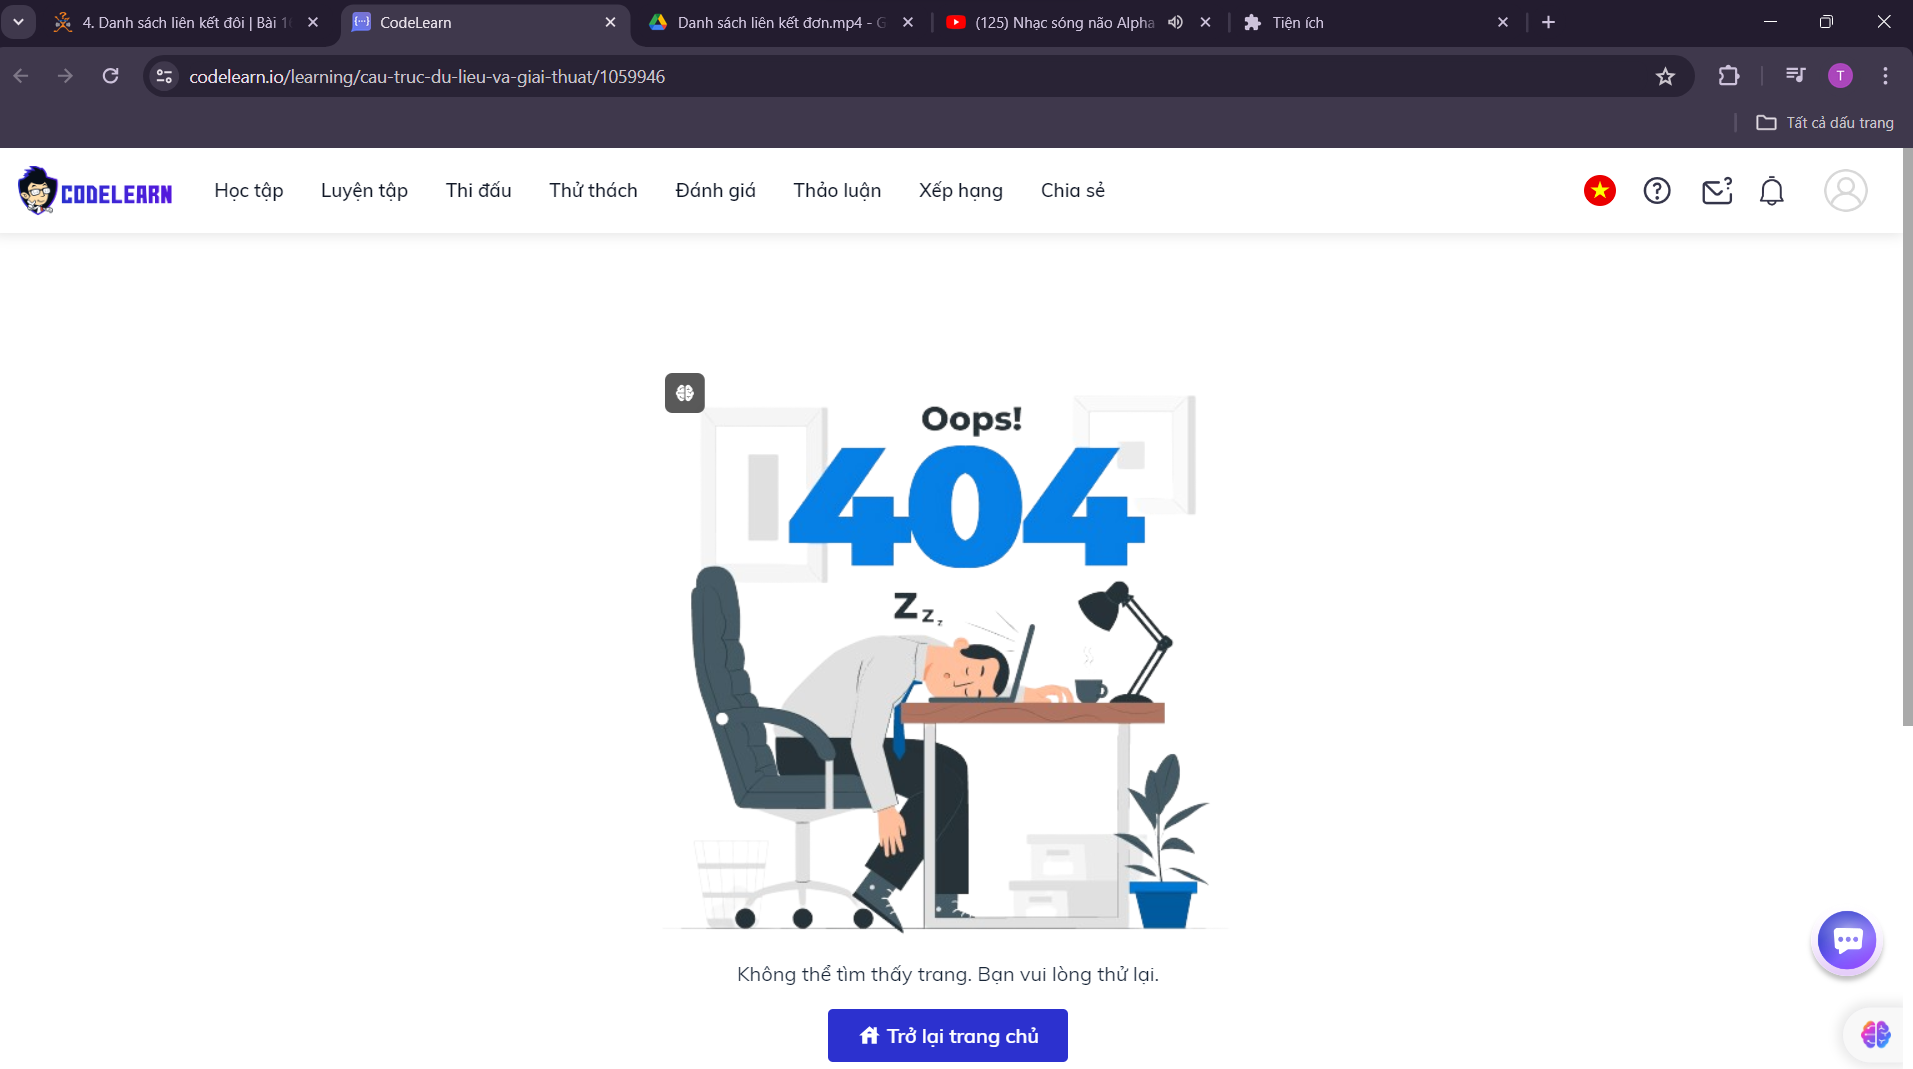 4. Danh sách liên kết đôi | Bài 1
CodeLearn
Danh sách liên kết đơn.mp4 - G
(125) Nhạc sóng não Alpha
Tiện ích
codelearn.io/learning/cau-truc-du-lieu-va-giai-thuat/1059946
T
Tất cả dấu trang
CODELEARN
Học tập
Luyện tập
Thi đấu
Thử thách
Đánh giá
Thảo luận
Xếp hạng
Chia sẻ
Oops!
404
Z z z
Không thể tìm thấy trang. Bạn vui lòng thử lại.
Trở lại trang chủ